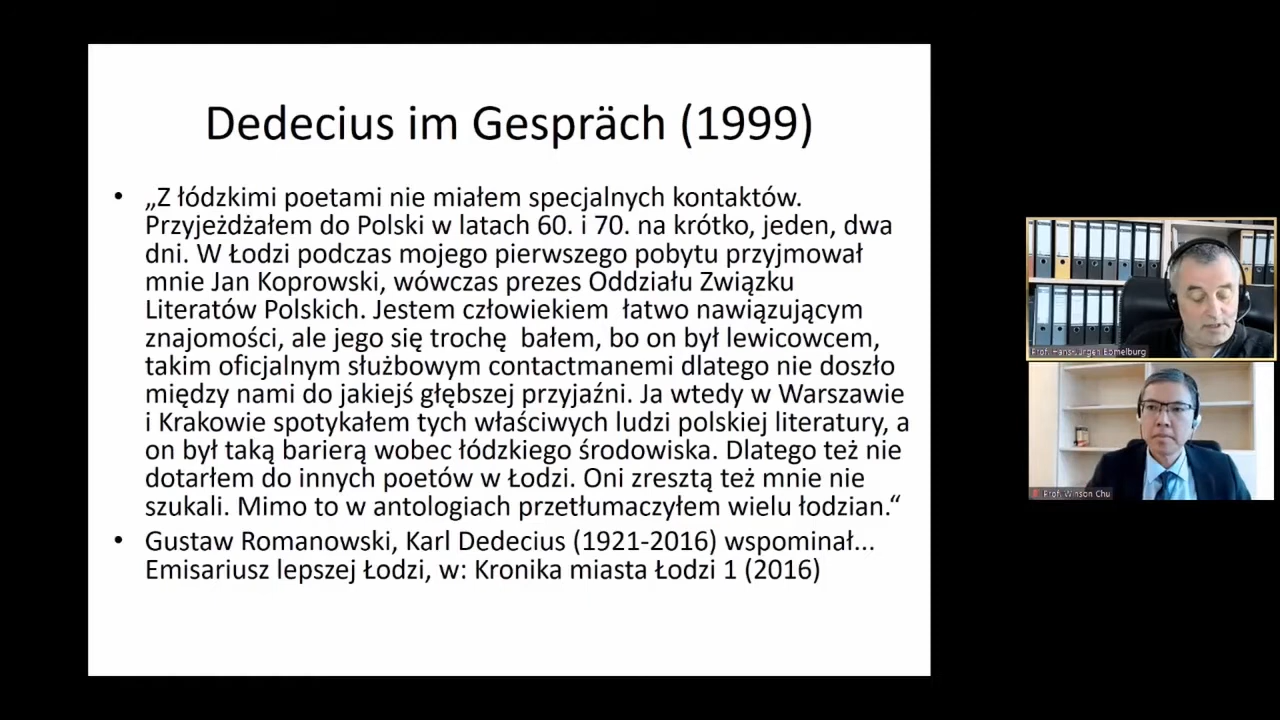 Dedecius im Gespräch (1999)
• „Z łódzkimi poetami nie miałem specjalnych kontaktów.
Przyjeżdżałem do Polski w latach 60. i 70. na krótko, jeden, dwa
dni. W Łodzi podczas mojego pierwszego pobytu przyjmował
mnie Jan Koprowski, wówczas prezes Oddziału Związku
Literatów Polskich. Jestem człowiekiem łatwo nawiązującym
znajomości, ale jego się trochę bałem, bo on był lewicowcem,
takim oficjalnym służbowym contactmanemi dlatego nie doszło
między nami do jakiejś głębszej przyjaźni. Ja wtedy w Warszawie
i Krakowie spotykałem tych właściwych ludzi polskiej literatury, a
on był taką barierą wobec łódzkiego środowiska. Dlatego też nie
dotarłem do innych poetów w Łodzi. Oni zresztą też mnie nie
szukali. Mimo to w antologiach przetłumaczyłem wielu łodzian.“
• Gustaw Romanowski, Karl Dedecius (1921-2016) wspominał...
Emisariusz lepszej Łodzi, w: Kronika miasta Łodzi 1 (2016)
Prof. Hans-Jürgen Bömelburg
Prof. Winson Chu